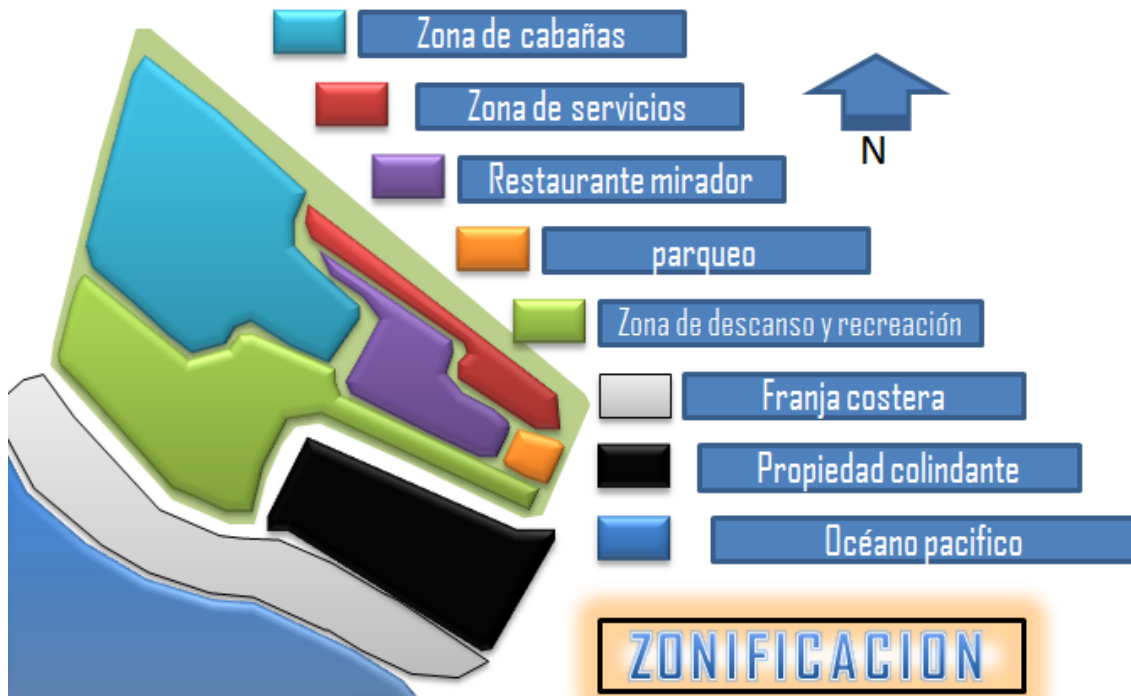 Zona de cabañas
Zona de servicios
N
Restaurante mirador
parqueo
Zona de descanso y recreación
Franja costera
Propiedad colindante
Océano pacifico
ZONIFICACION